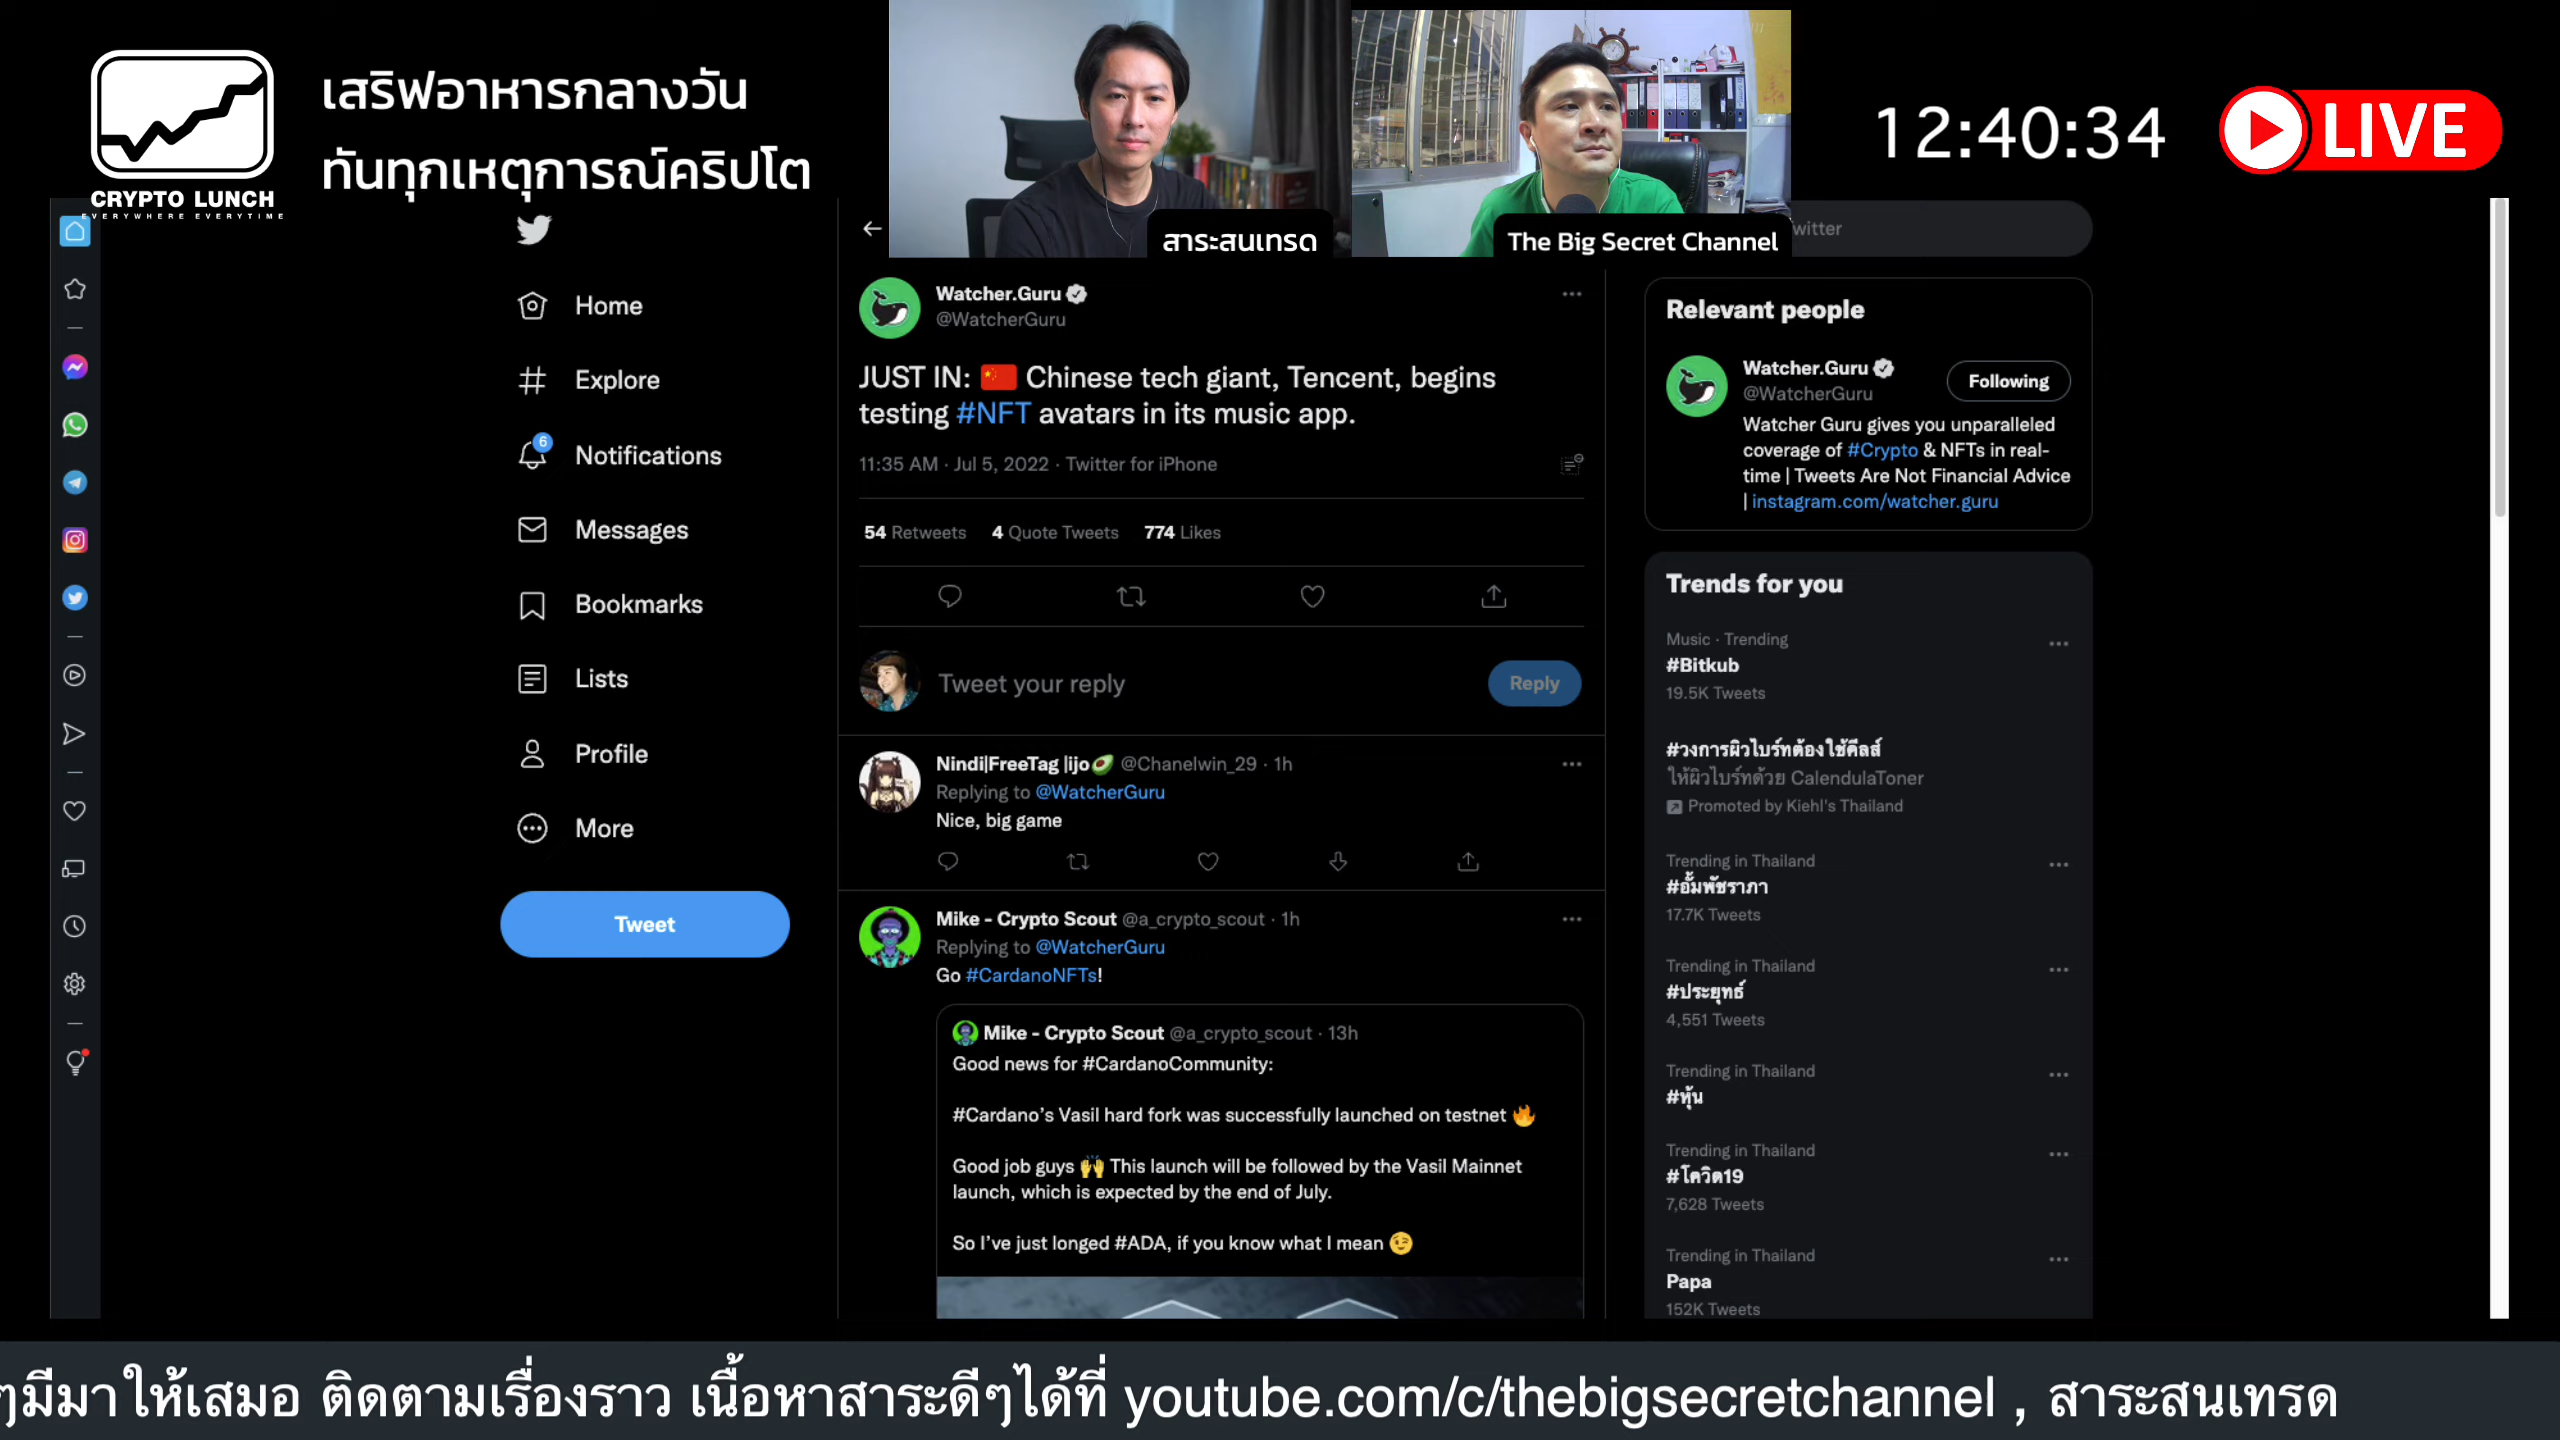 CRYPTO LUNCH
EVERYWHERE EVERYTIME
เสริฟอาหารกลางวัน
ทันทุกเหตุการณ์คริปโต
สาระสนเทรด
The Big Secret Channel
12:40:34
LIVE
Home
Explore
6
Notifications
Messages
Bookmarks
Lists
Profile
More
Tweet
Watcher.Guru
@WatcherGuru
JUST IN: 🇨🇳 Chinese tech giant, Tencent, begins
testing #NFT avatars in its music app.
11:35 AM · Jul 5, 2022 · Twitter for iPhone
54 Retweets 4 Quote Tweets 774 Likes
Tweet your reply
Reply
Nindi|FreeTag |ijo🥑 @Chanelwin_29 · 1h
Replying to @WatcherGuru
Nice, big game
Mike - Crypto Scout @a_crypto_scout · 1h
Replying to @WatcherGuru
Go #CardanoNFTs!
Mike - Crypto Scout @a_crypto_scout · 13h
Good news for #CardanoCommunity:
#Cardano's Vasil hard fork was successfully launched on testnet 🔥
Good job guys 🙌 This launch will be followed by the Vasil Mainnet
launch, which is expected by the end of July.
So I've just longed #ADA, if you know what I mean 😉
witter
Relevant people
Watcher.Guru
@WatcherGuru
Following
Watcher Guru gives you unparalleled
coverage of #Crypto & NFTs in real-
time | Tweets Are Not Financial Advice
| instagram.com/watcher.guru
Trends for you
Music · Trending
#Bitkub
19.5K Tweets
#วงการผิวไบร์ทต้องใช้คีลส์
ให้ผิวไบร์ทด้วย CalendulaToner
Promoted by Kiehl's Thailand
Trending in Thailand
#อั้มพัชราภา
17.7K Tweets
Trending in Thailand
#ประยุทธ์
4,551 Tweets
Trending in Thailand
#หุ้น
Trending in Thailand
#โควิด19
7,628 Tweets
Trending in Thailand
Papa
152K Tweets
ๆมีมาให้เสมอ ติดตามเรื่องราว เนื้อหาสาระดีๆได้ที่ youtube.com/c/thebigsecretchannel , สาระสนเทรด